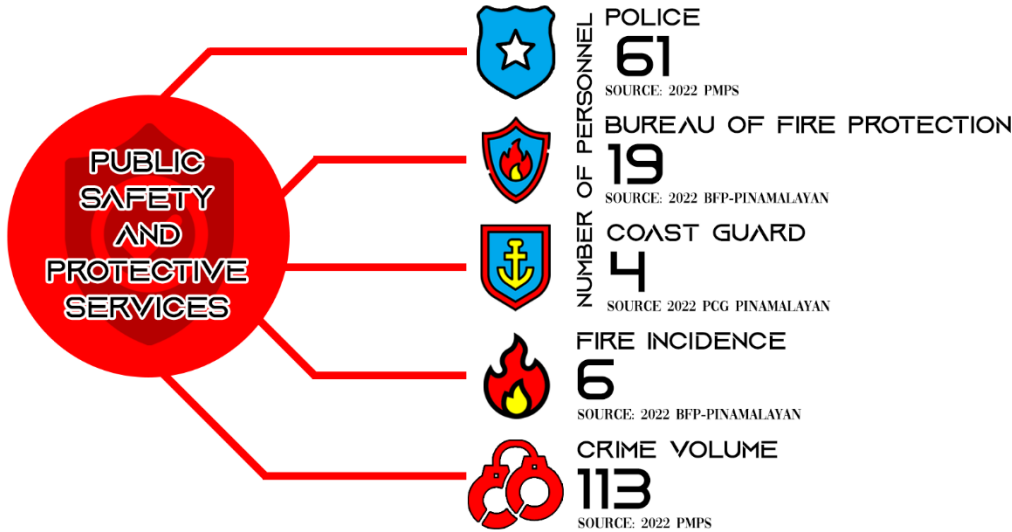 PUBLIC
SAFETY
AND
PROTECTIVE
SERVICES
NUMBER OF PERSONNEL
POLICE
61
SOURCE: 2022 PMPS
BUREAU OF FIRE PROTECTION
19
SOURCE: 2022 BFP-PINAMALAYAN
COAST GUARD
4
SOURCE 2022 PCG PINAMALAYAN
FIRE INCIDENCE
6
SOURCE: 2022 BFP-PINAMALAYAN
CRIME VOLUME
113
SOURCE: 2022 PMPS